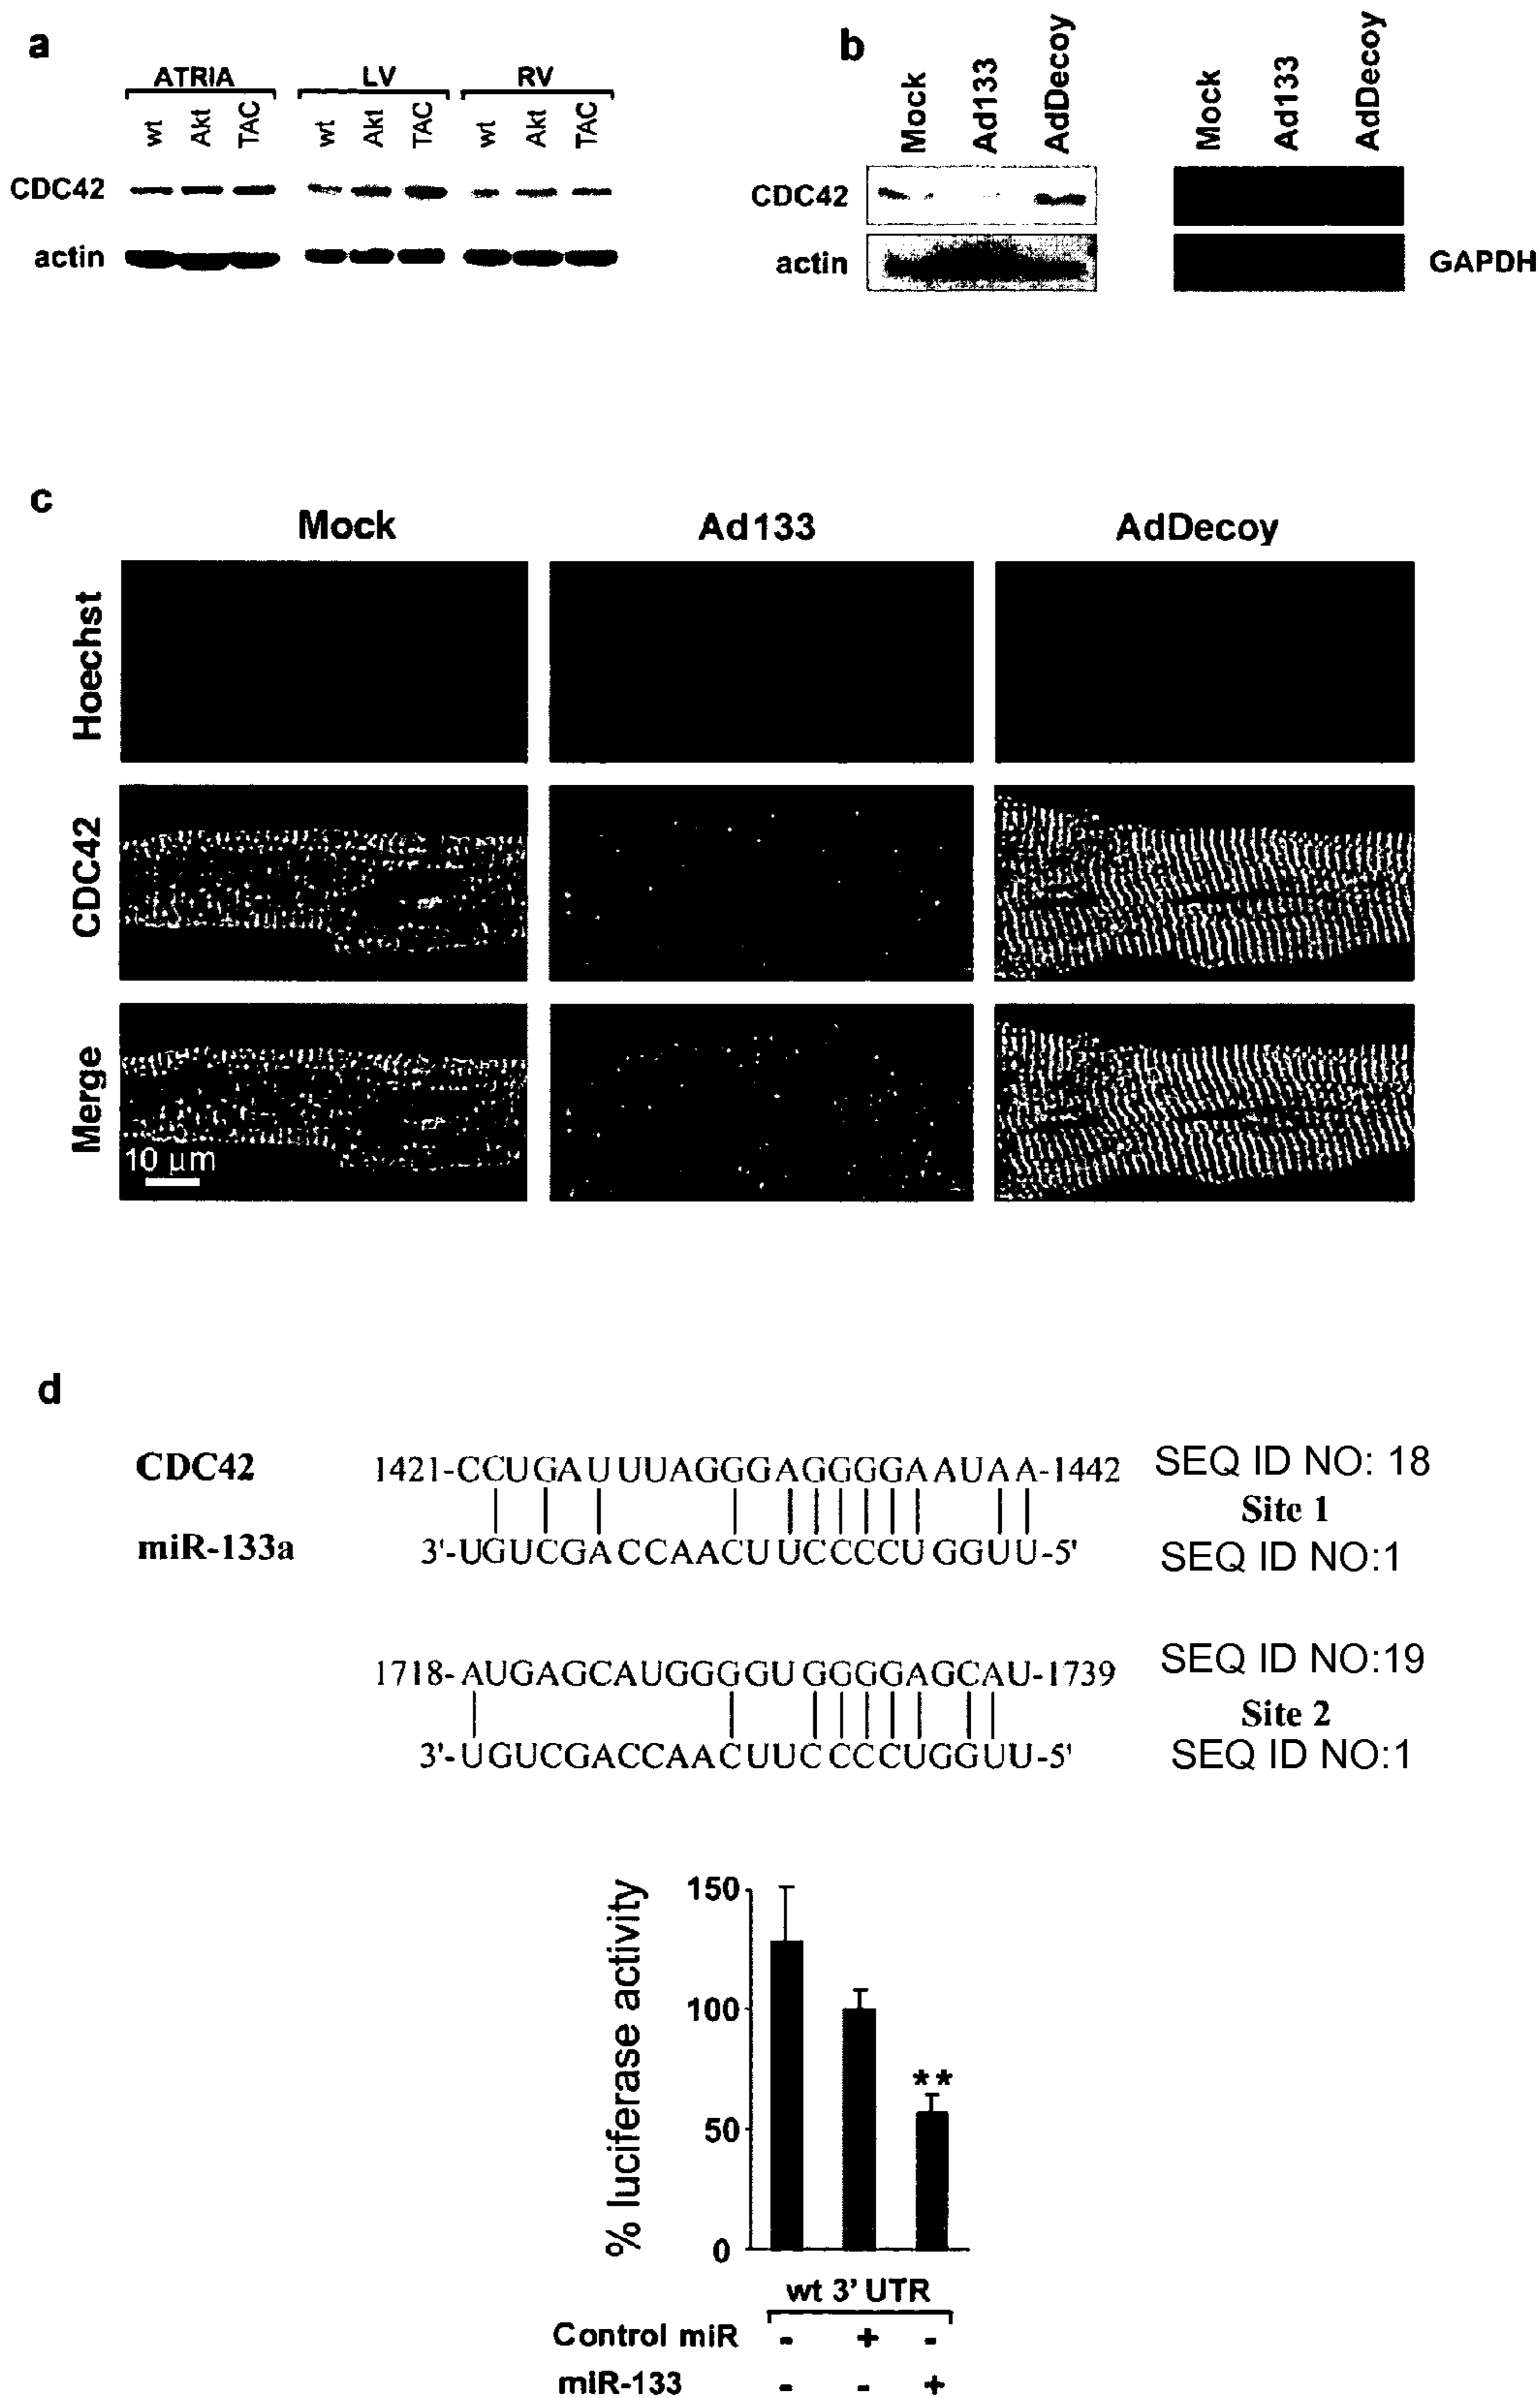 a
ATRIA LV RV
wt Akt TAC wt Akt TAC wt Akt TAC
CDC42
actin
b
Mock Ad133 AdDecoy Mock Ad133 AdDecoy
CDC42
actin GAPDH
c
Mock Ad133 AdDecoy
Hoechst
CDC42
Merge
10 µm
d
CDC42 1421-CCUGAUUUAGGGAGGGGAAUAA-1442 SEQ ID NO: 18
Site 1
miR-133a 3'-UGUCGACCAACUUCCCCUGGUU-5' SEQ ID NO:1
1718-AUGAGCAUGGGGUGGGGAGCAU-1739 SEQ ID NO:19
Site 2
3'-UGUCGACCAACUUCCCCUGGUU-5' SEQ ID NO:1
% luciferase activity
150
100
**
50
0
wt 3' UTR
Control miR - + -
miR-133 - - +